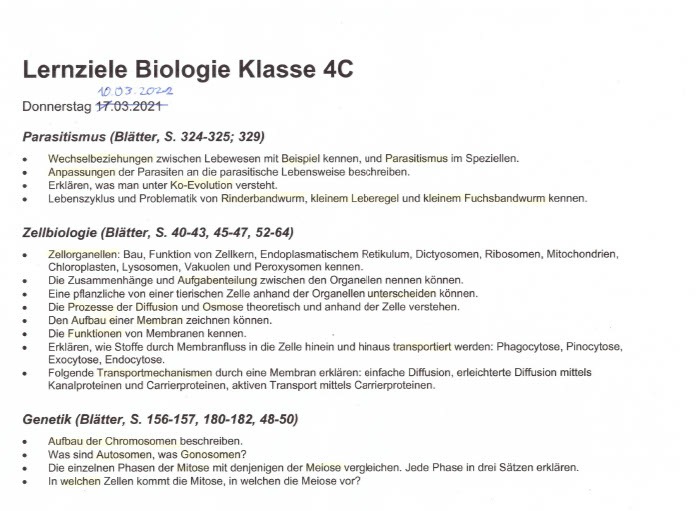 Lernziele Biologie Klasse 4C
10.03.2022
Donnerstag 17.03.2021
Parasitismus (Blätter, S. 324-325; 329)
• Wechselbeziehungen zwischen Lebewesen mit Beispiel kennen, und Parasitismus im Speziellen.
• Anpassungen der Parasiten an die parasitische Lebensweise beschreiben.
• Erklären, was man unter Ko-Evolution versteht.
• Lebenszyklus und Problematik von Rinderbandwurm, kleinem Leberegel und kleinem Fuchsbandwurm kennen.
Zellbiologie (Blätter, S. 40-43, 45-47, 52-64)
• Zellorganellen: Bau, Funktion von Zellkern, Endoplasmatischem Retikulum, Dictyosomen, Ribosomen, Mitochondrien,
Chloroplasten, Lysosomen, Vakuolen und Peroxysomen kennen.
• Die Zusammenhänge und Aufgabenteilung zwischen den Organellen nennen können.
• Eine pflanzliche von einer tierischen Zelle anhand der Organellen unterscheiden können.
• Die Prozesse der Diffusion und Osmose theoretisch und anhand der Zelle verstehen.
• Den Aufbau einer Membran zeichnen können.
• Die Funktionen von Membranen kennen.
• Erklären, wie Stoffe durch Membranfluss in die Zelle hinein und hinaus transportiert werden: Phagocytose, Pinocytose,
Exocytose, Endocytose.
• Folgende Transportmechanismen durch eine Membran erklären: einfache Diffusion, erleichterte Diffusion mittels
Kanalproteinen und Carrierproteinen, aktiven Transport mittels Carrierproteinen.
Genetik (Blätter, S. 156-157, 180-182, 48-50)
• Aufbau der Chromosomen beschreiben.
• Was sind Autosomen, was Gonosomen?
• Die einzelnen Phasen der Mitose mit denjenigen der Meiose vergleichen. Jede Phase in drei Sätzen erklären.
• In welchen Zellen kommt die Mitose, in welchen die Meiose vor?